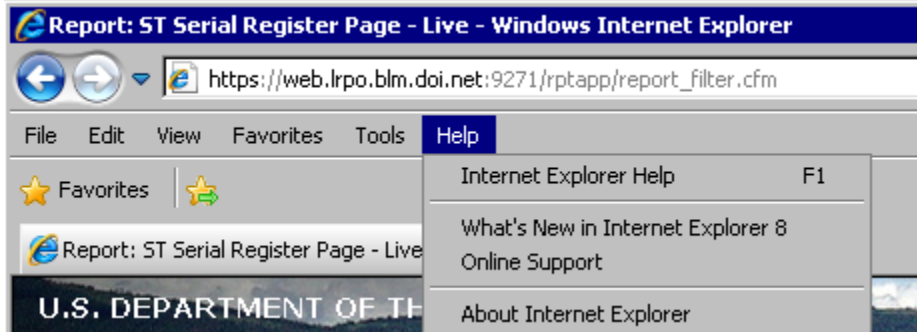 Report: ST Serial Register Page - Live - Windows Internet Explorer
https://web.lrpo.blm.doi.net:9271/rptapp/report_filter.cfm
File Edit View Favorites Tools Help
Internet Explorer Help F1
Favorites
What's New in Internet Explorer 8
Report: ST Serial Register Page - Live
Online Support
U.S. DEPARTMENT OF TH
About Internet Explorer